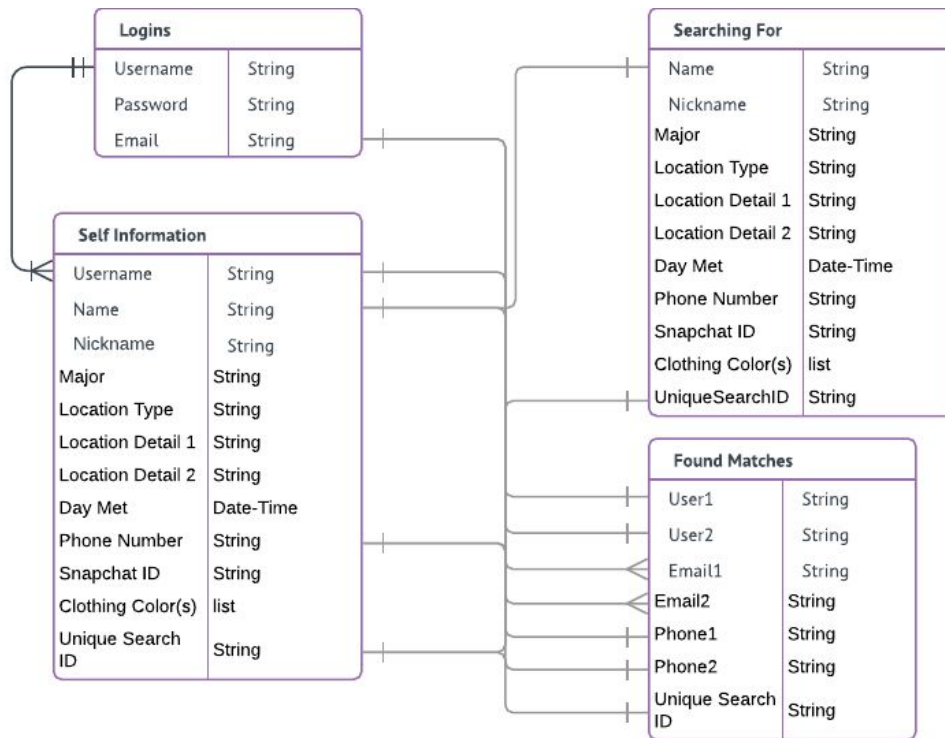 Logins
Username String
Password String
Email String
Self Information
Username String
Name String
Nickname String
Major String
Location Type String
Location Detail 1 String
Location Detail 2 String
Day Met Date-Time
Phone Number String
Snapchat ID String
Clothing Color(s) list
Unique Search
ID String
Searching For
Name String
Nickname String
Major String
Location Type String
Location Detail 1 String
Location Detail 2 String
Day Met Date-Time
Phone Number String
Snapchat ID String
Clothing Color(s) list
UniqueSearchID String
Found Matches
User1 String
User2 String
Email1 String
Email2 String
Phone1 String
Phone2 String
Unique Search
ID String